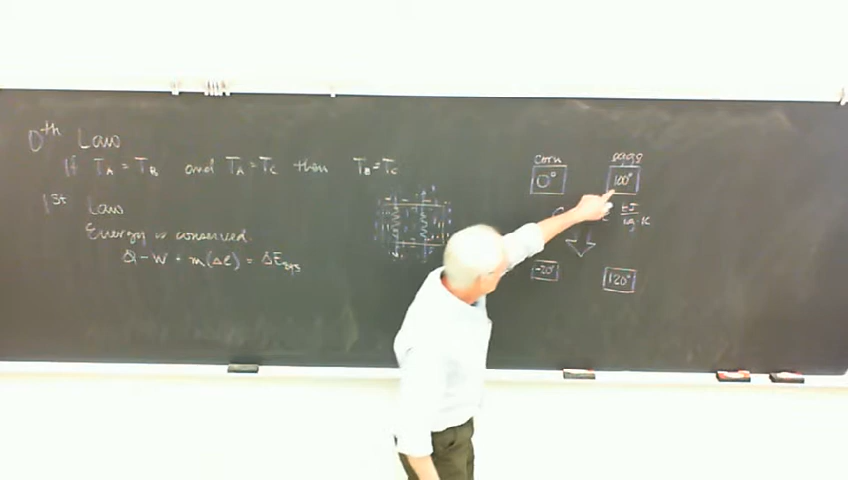 0th Law
If TA = TB and TA = TC then TB = TC
1st Law
Energy is conserved.
Q - W + m(Δe) = ΔEsys
Corn
0°
100°
kg·K
-20°
120°